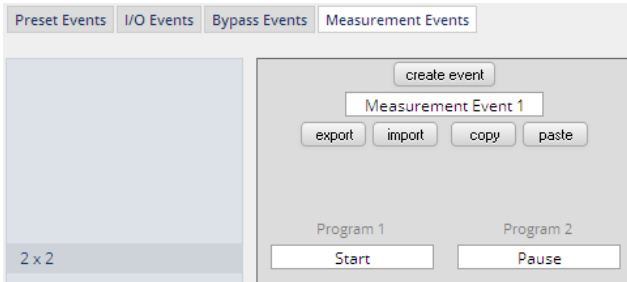 Preset Events I/O Events Bypass Events Measurement Events
create event
Measurement Event 1
export import copy paste
Program 1 Program 2
2 x 2 Start Pause